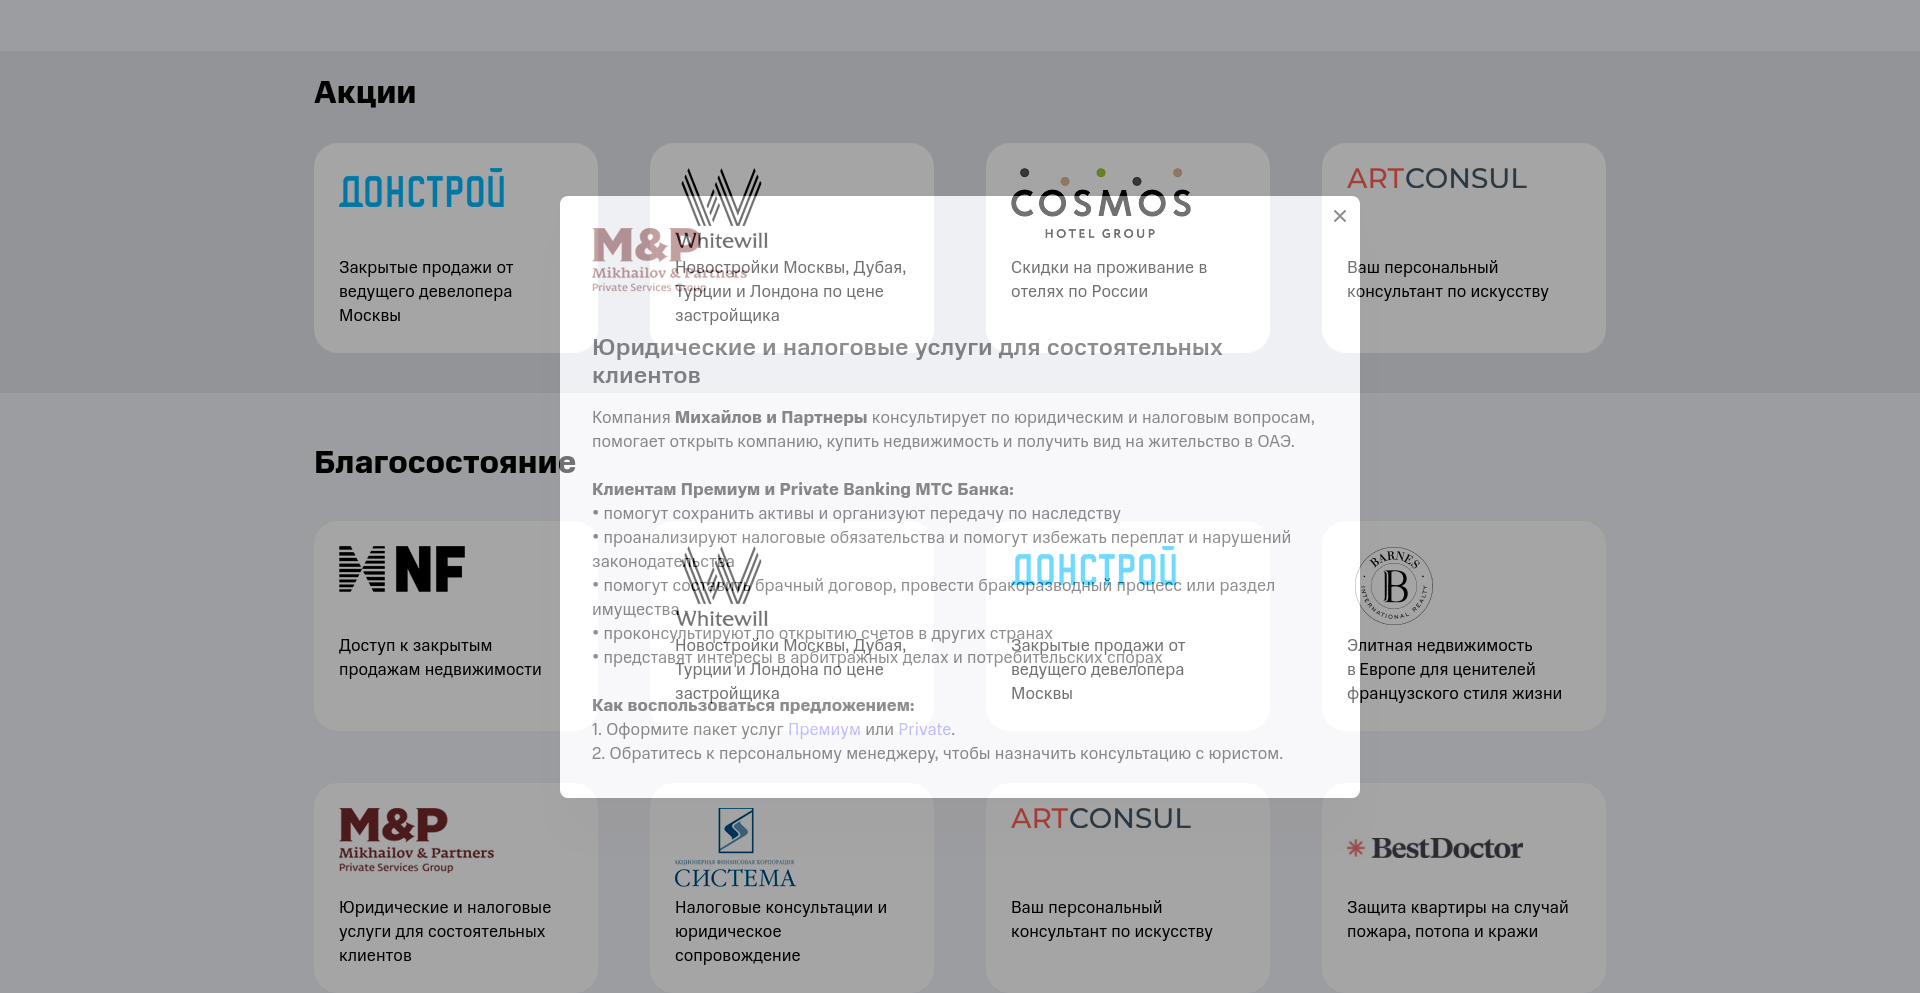 Акции
ДОНСТРОЙ
Закрытые продажи от
ведущего девелопера
Москвы
Whitewill
Новостройки Москвы, Дубая,
Турции и Лондона по цене
застройщика
COSMOS
HOTEL GROUP
Скидки на проживание в
отелях по России
ARTCONSUL
Ваш персональный
консультант по искусству
M&P
Mikhailov & Partners
Private Services Group
Юридические и налоговые услуги для состоятельных
клиентов
Компания Михайлов и Партнеры консультирует по юридическим и налоговым вопросам,
помогает открыть компанию, купить недвижимость и получить вид на жительство в ОАЭ.
Клиентам Премиум и Private Banking МТС Банка:
• помогут сохранить активы и организуют передачу по наследству
• проанализируют налоговые обязательства и помогут избежать переплат и нарушений
законодательства
• помогут составить брачный договор, провести бракоразводный процесс или раздел
имущества
• проконсультируют по открытию счетов в других странах
• представят интересы в арбитражных делах и потребительских спорах
Как воспользоваться предложением:
1. Оформите пакет услуг Премиум или Private.
2. Обратитесь к персональному менеджеру, чтобы назначить консультацию с юристом.
Благосостояние
NF
Доступ к закрытым
продажам недвижимости
Whitewill
Новостройки Москвы, Дубая,
Турции и Лондона по цене
застройщика
ДОНСТРОЙ
Закрытые продажи от
ведущего девелопера
Москвы
BARNES
B
INTERNATIONAL REALTY
Элитная недвижимость
в Европе для ценителей
французского стиля жизни
M&P
Mikhailov & Partners
Private Services Group
Юридические и налоговые
услуги для состоятельных
клиентов
АКЦИОНЕРНАЯ ФИНАНСОВАЯ КОРПОРАЦИЯ
СИСТЕМА
Налоговые консультации и
юридическое
сопровождение
ARTCONSUL
Ваш персональный
консультант по искусству
BestDoctor
Защита квартиры на случай
пожара, потопа и кражи